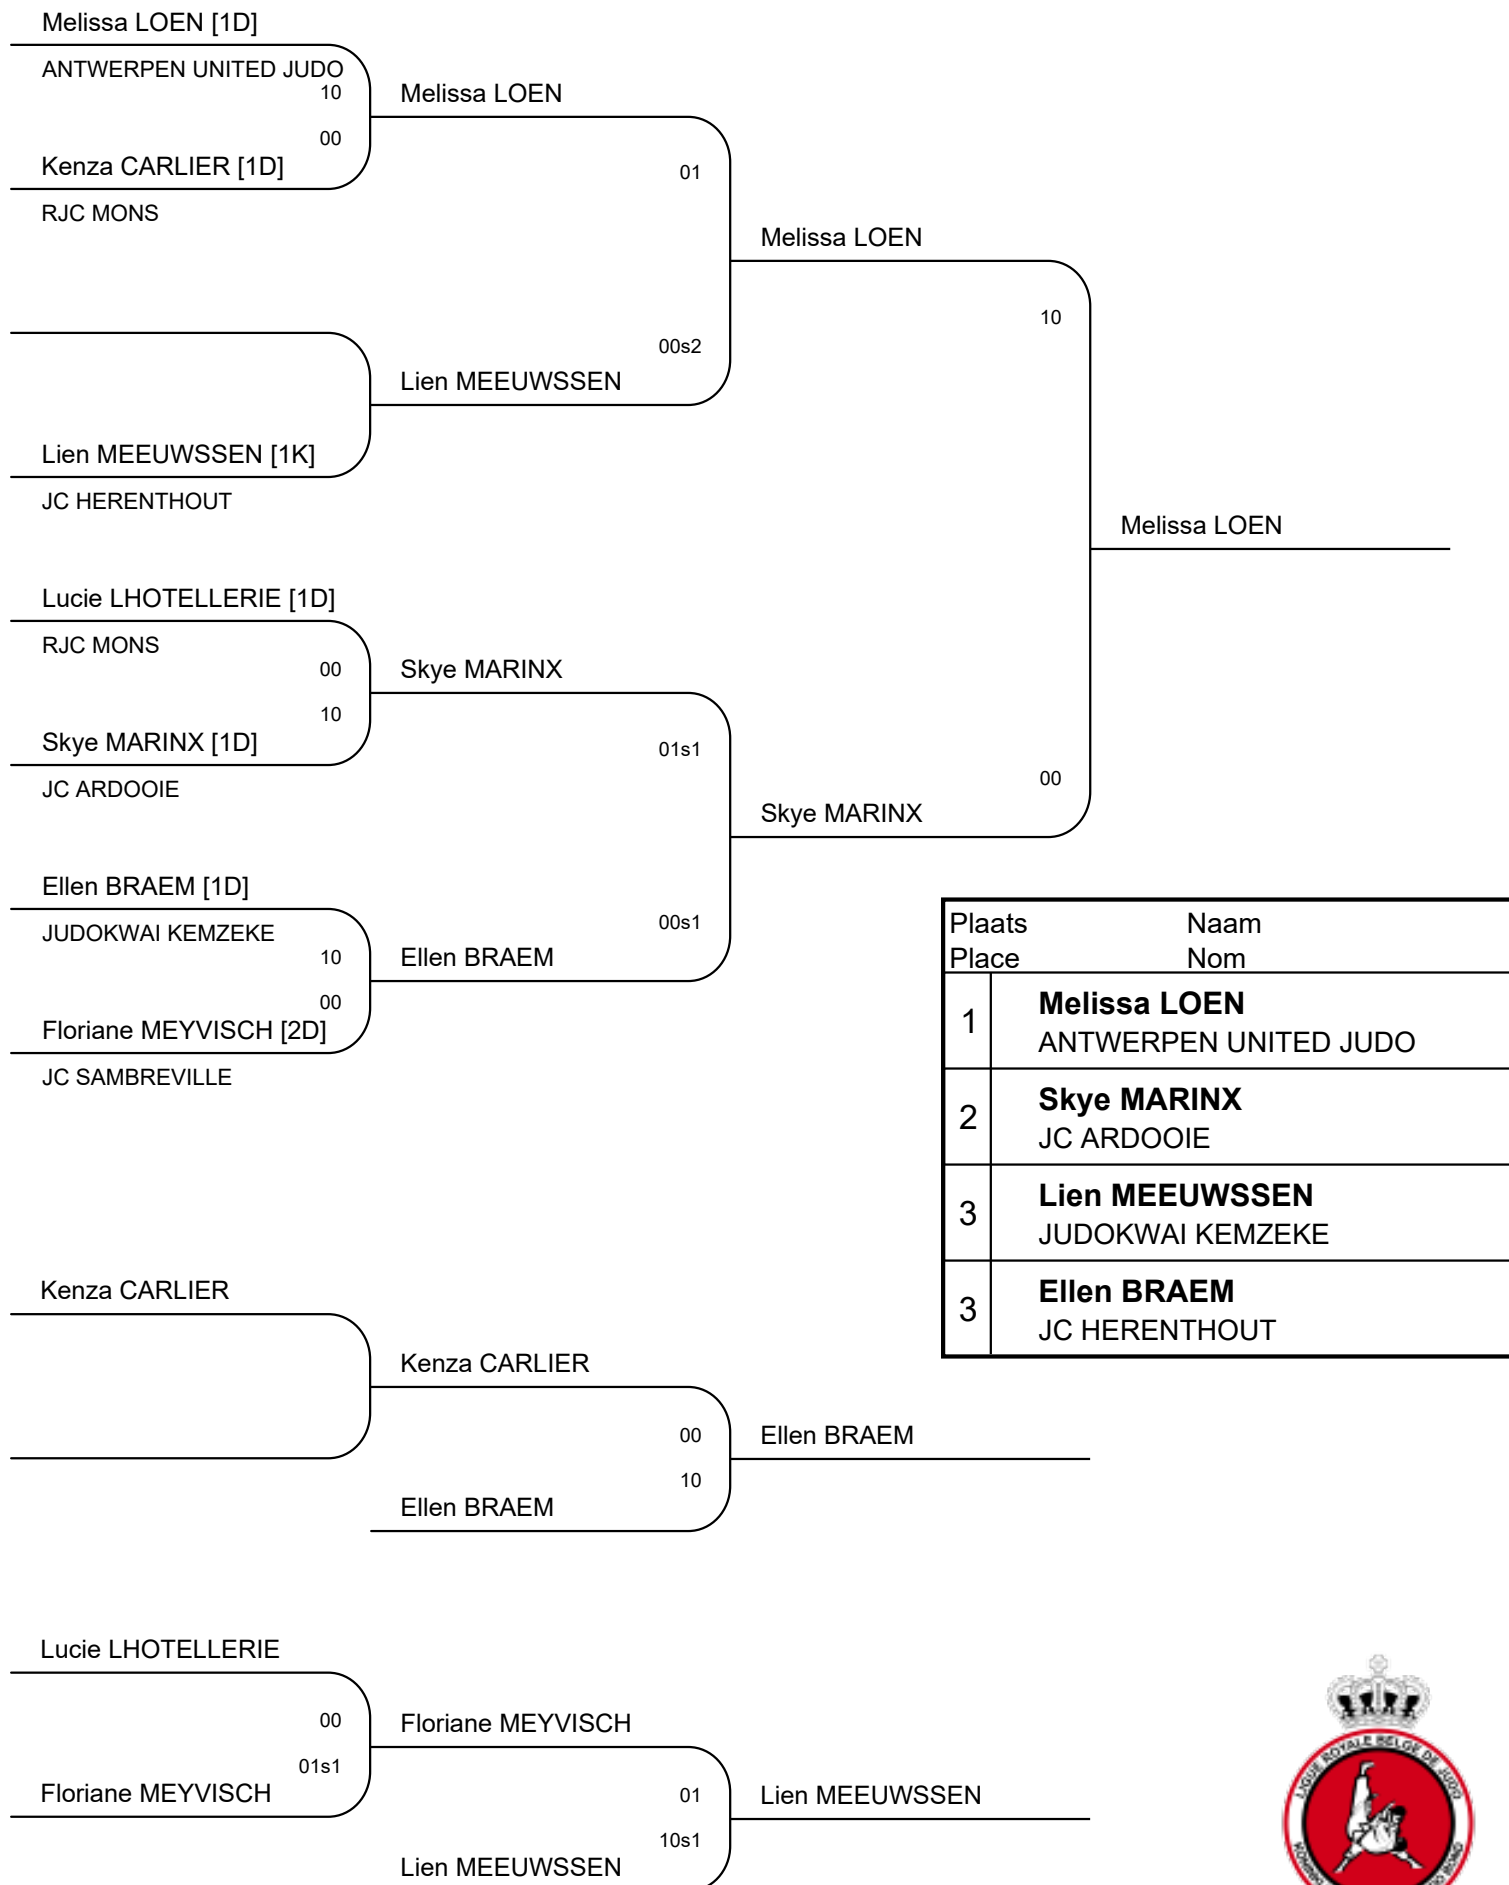 Melissa LOEN [1D]
ANTWERPEN UNITED JUDO
10
Melissa LOEN
00
Kenza CARLIER [1D]
01
RJC MONS
Melissa LOEN
10
00s2
Lien MEEUWSSEN
Lien MEEUWSSEN [1K]
JC HERENTHOUT
Melissa LOEN
Lucie LHOTELLERIE [1D]
RJC MONS
00
Skye MARINX
10
Skye MARINX [1D]
01s1
JC ARDOOIE
00
Skye MARINX
Ellen BRAEM [1D]
JUDOKWAI KEMZEKE
00s1
10
Ellen BRAEM
00
Floriane MEYVISCH [2D]
JC SAMBREVILLE
Plaats Naam
Place Nom
1 Melissa LOEN
ANTWERPEN UNITED JUDO
2 Skye MARINX
JC ARDOOIE
3 Lien MEEUWSSEN
JUDOKWAI KEMZEKE
3 Ellen BRAEM
JC HERENTHOUT
Kenza CARLIER
Kenza CARLIER
00
Ellen BRAEM
10
Ellen BRAEM
Lucie LHOTELLERIE
00
Floriane MEYVISCH
01s1
Floriane MEYVISCH
01
Lien MEEUWSSEN
10s1
Lien MEEUWSSEN
LIGUE ROYALE BELGE DE JUDO